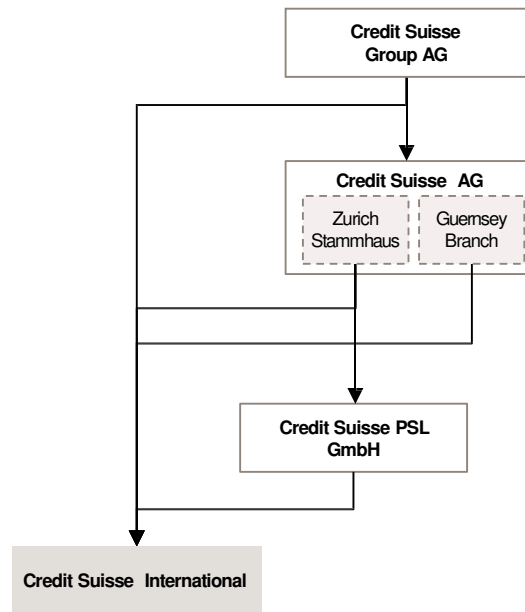 Credit Suisse
Group AG
Credit Suisse AG
Zurich
Stammhaus
Guernsey
Branch
Credit Suisse PSL
GmbH
Credit Suisse International